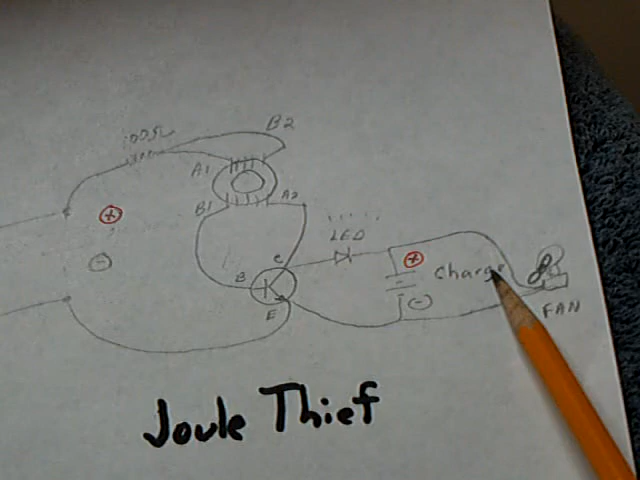 100Ω
B2
A1
B1
A2
LED
C
B
E
+
-
+
-
Charge
FAN
Joule Thief